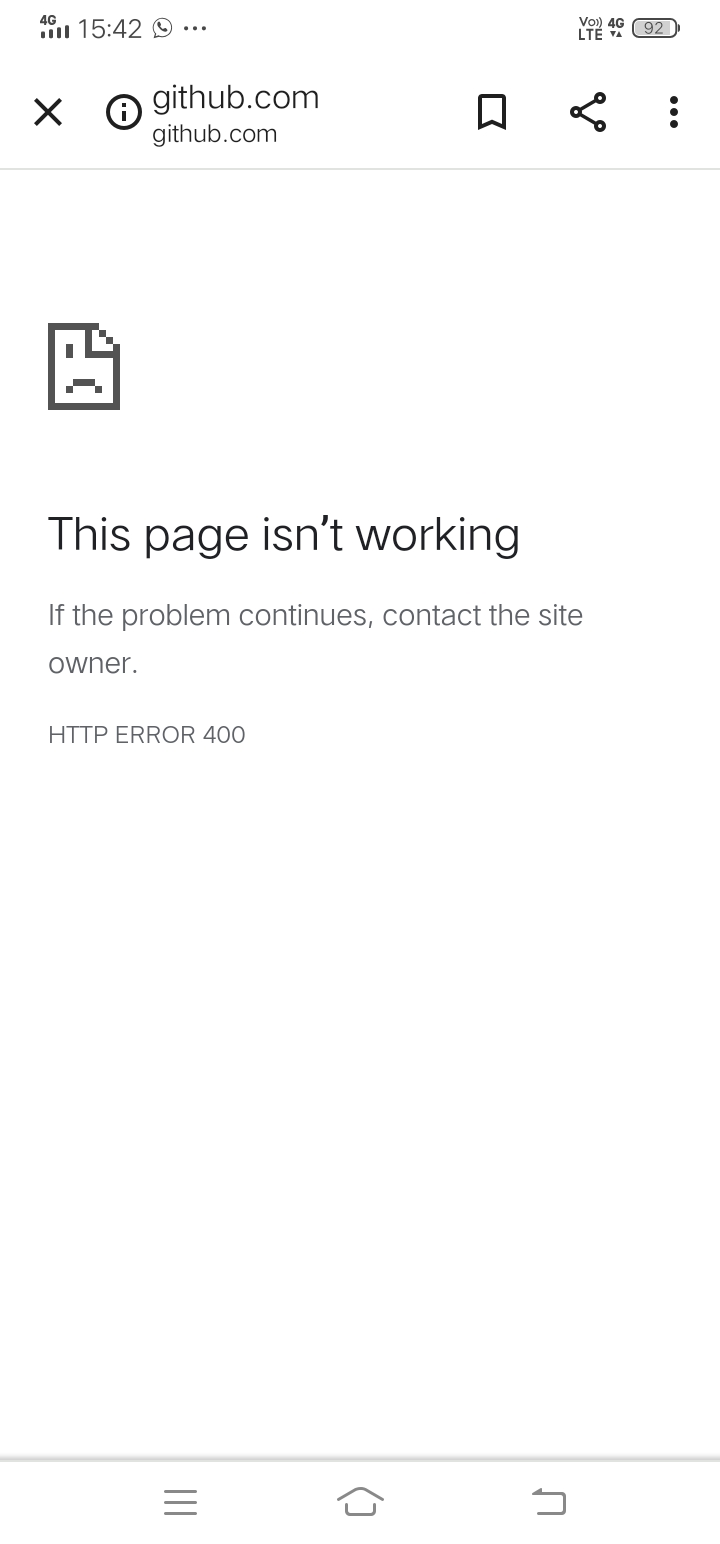 4G 15:42 ... Vo)) LTE 4G 92
github.com
github.com
This page isn’t working
If the problem continues, contact the site
owner.
HTTP ERROR 400